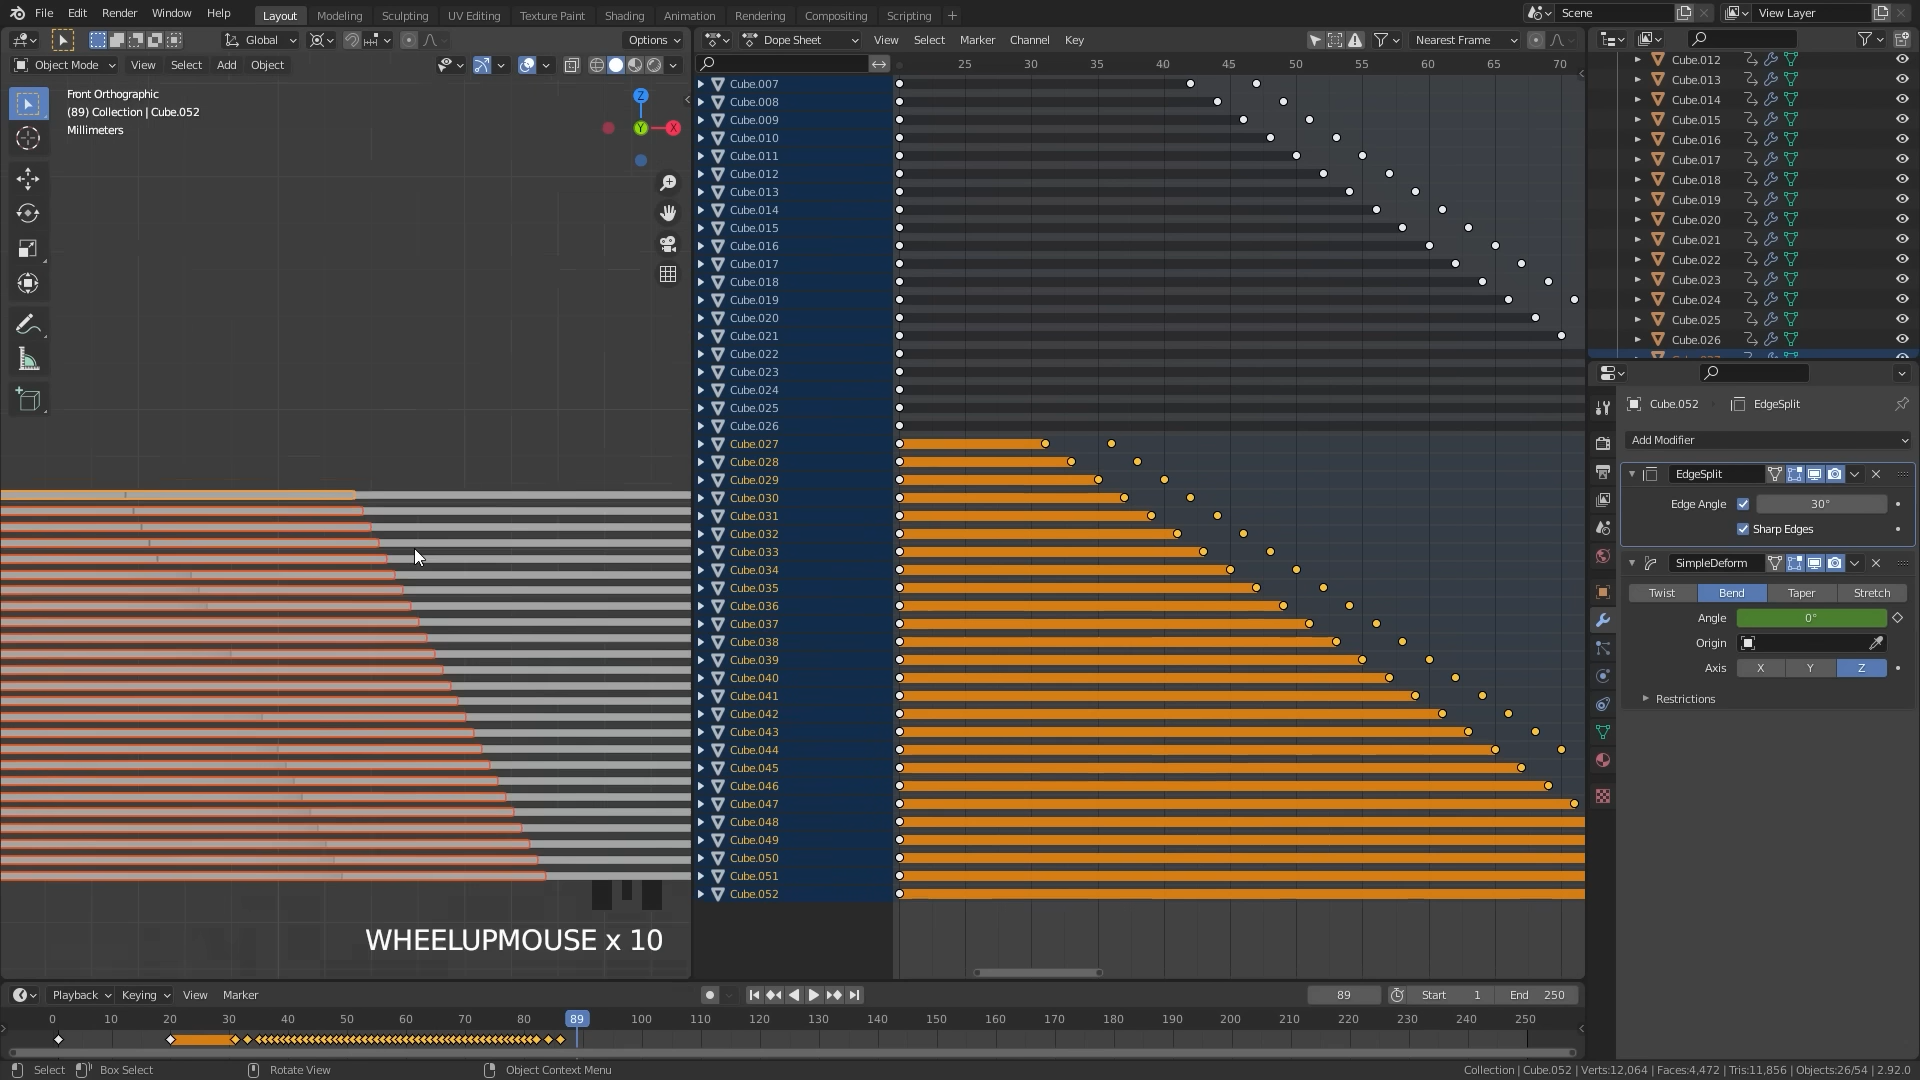 File Edit Render Window Help Layout Modeling Sculpting UV Editing Texture Paint Shading Animation Rendering Compositing Scripting + Scene View Layer
Global Options Dope Sheet View Select Marker Channel Key Nearest Frame
Object Mode View Select Add Object
Front Orthographic
(89) Collection | Cube.052
Millimeters
Z
Y
X
25 30 35 40 45 50 55 60 65 70
Cube.007
Cube.008
Cube.009
Cube.010
Cube.011
Cube.012
Cube.013
Cube.014
Cube.015
Cube.016
Cube.017
Cube.018
Cube.019
Cube.020
Cube.021
Cube.022
Cube.023
Cube.024
Cube.025
Cube.026
Cube.027
Cube.028
Cube.029
Cube.030
Cube.031
Cube.032
Cube.033
Cube.034
Cube.035
Cube.036
Cube.037
Cube.038
Cube.039
Cube.040
Cube.041
Cube.042
Cube.043
Cube.044
Cube.045
Cube.046
Cube.047
Cube.048
Cube.049
Cube.050
Cube.051
Cube.052
Cube.012
Cube.013
Cube.014
Cube.015
Cube.016
Cube.017
Cube.018
Cube.019
Cube.020
Cube.021
Cube.022
Cube.023
Cube.024
Cube.025
Cube.026
Cube.052 EdgeSplit
Add Modifier
EdgeSplit
Edge Angle 30°
Sharp Edges
SimpleDeform
Twist Bend Taper Stretch
Angle 0°
Origin
Axis X Y Z
Restrictions
WHEELUPMOUSE x 10
Playback Keying View Marker 89 Start 1 End 250
0 10 20 30 40 50 60 70 80 89 100 110 120 130 140 150 160 170 180 190 200 210 220 230 240 250
Select Box Select Rotate View Object Context Menu Collection | Cube.052 | Verts:12,064 | Faces:4,472 | Tris:11,856 | Objects:26/54 | 2.92.0